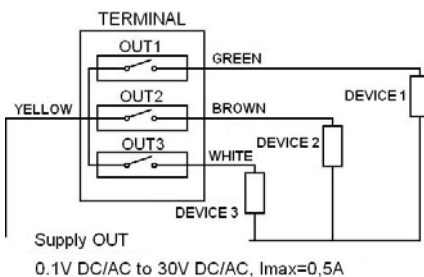 TERMINAL
OUT1
GREEN
DEVICE 1
YELLOW
OUT2
BROWN
DEVICE 2
OUT3
WHITE
DEVICE 3
Supply OUT
0.1V DC/AC to 30V DC/AC, Imax=0,5A